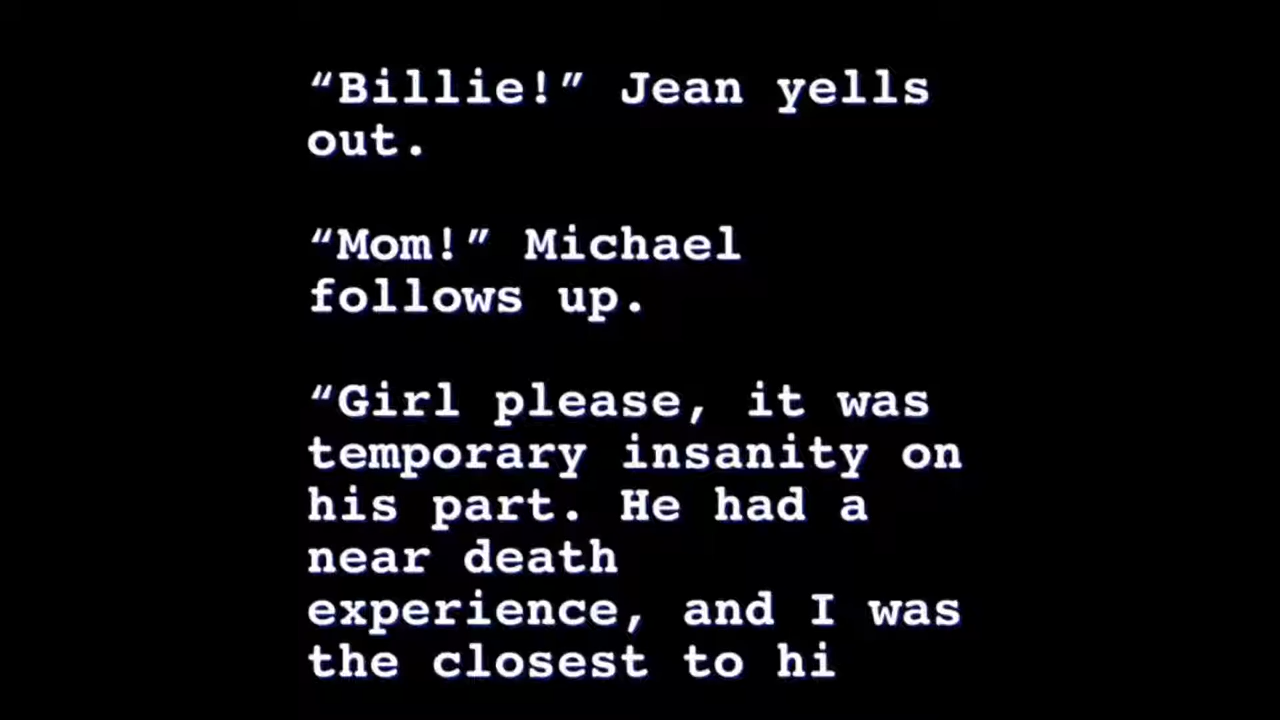 “Billie!” Jean yells
out.
“Mom!” Michael
follows up.
“Girl please, it was
temporary insanity on
his part. He had a
near death
experience, and I was
the closest to hi